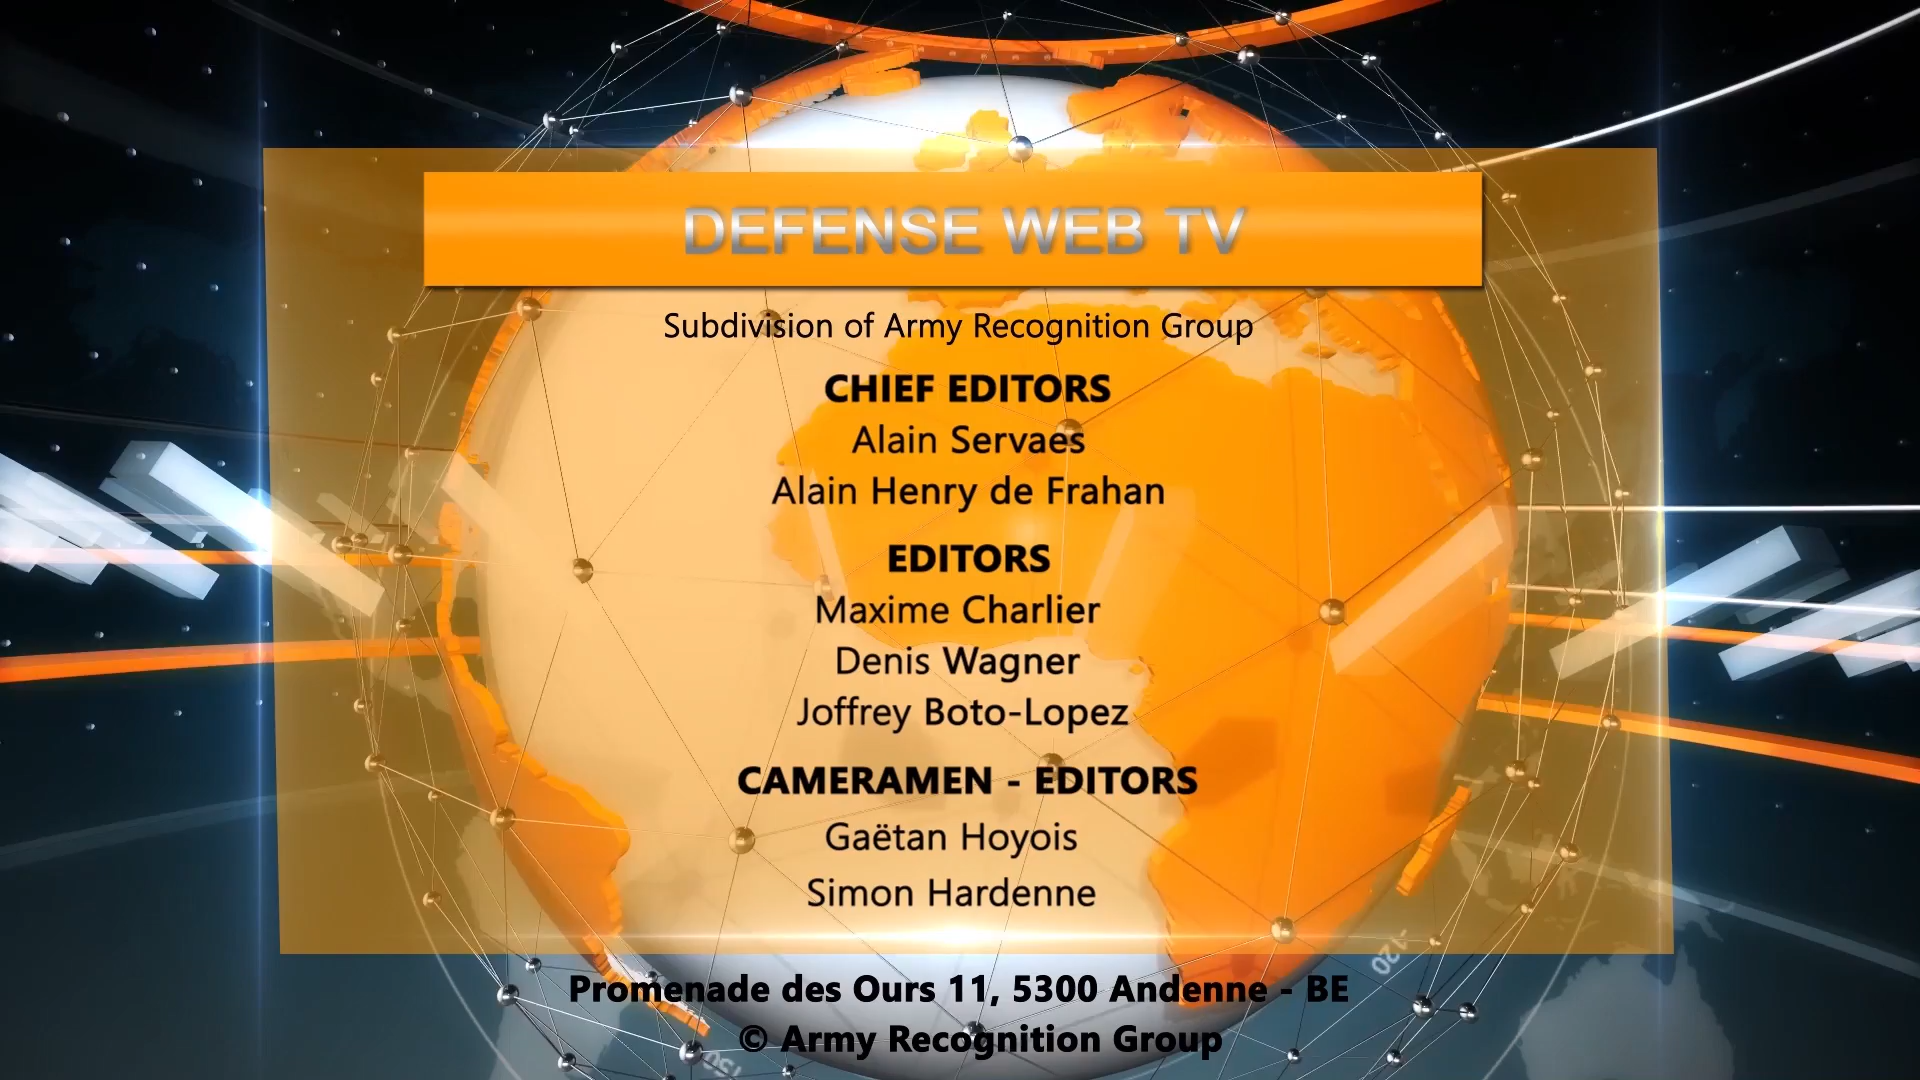 DEFENSE WEB TV
Subdivision of Army Recognition Group
CHIEF EDITORS
Alain Servaes
Alain Henry de Frahan
EDITORS
Maxime Charlier
Denis Wagner
Joffrey Boto-Lopez
CAMERAMEN - EDITORS
Gaëtan Hoyois
Simon Hardenne
-120
Promenade des Ours 11, 5300 Andenne - BE
© Army Recognition Group